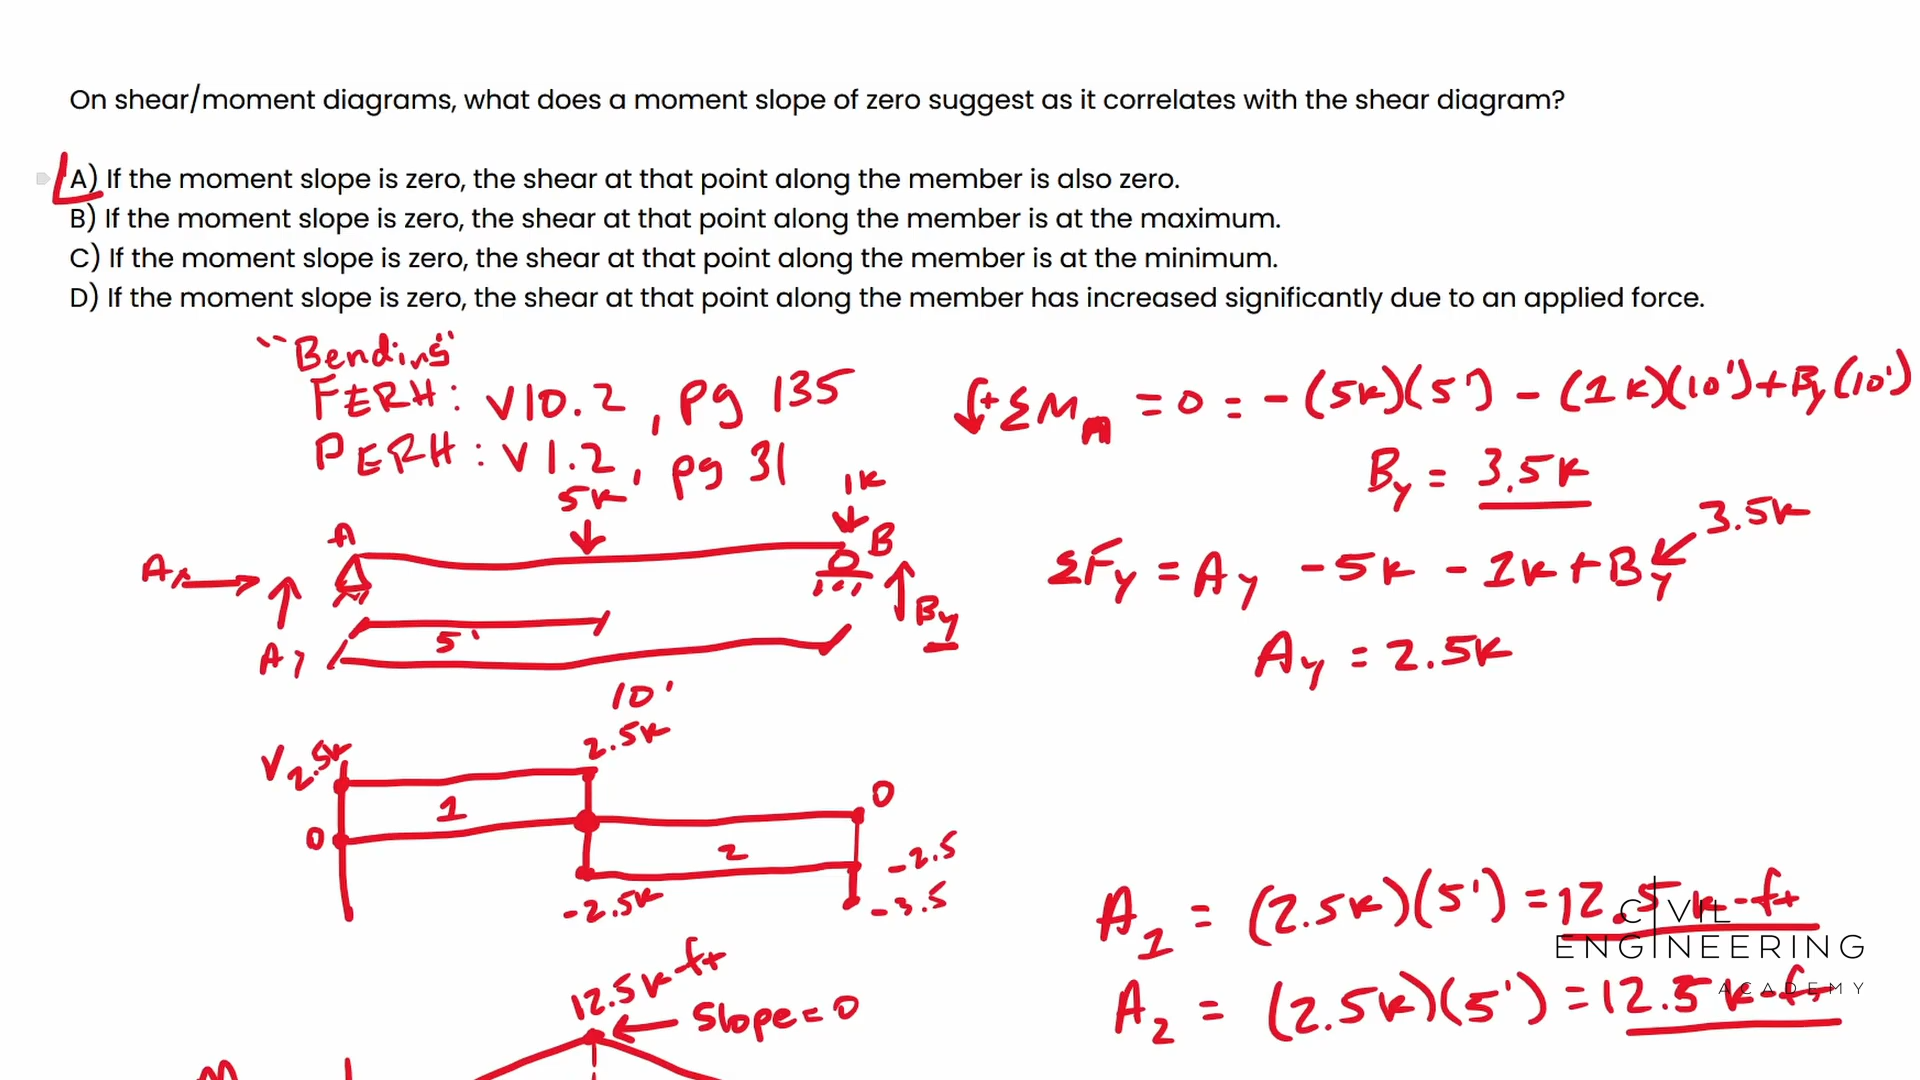 On shear/moment diagrams, what does a moment slope of zero suggest as it correlates with the shear diagram?
A) If the moment slope is zero, the shear at that point along the member is also zero.
B) If the moment slope is zero, the shear at that point along the member is at the maximum.
C) If the moment slope is zero, the shear at that point along the member is at the minimum.
D) If the moment slope is zero, the shear at that point along the member has increased significantly due to an applied force.
"Bending"
FERH: V10.2, pg 135
PERH: V1.2, pg 31
+ΣMA = 0 = -(5k)(5') - (1k)(10') + By(10')
By = 3.5k
3.5k
ΣFy = Ay - 5k - 1k + By
Ay = 2.5k
5k
1k
A
B
Ax
Ay
By
5'
10'
V
2.5k
2.5k
1
0
0
2
-2.5
-3.5
-2.5k
A1 = (2.5k)(5') = 12.5 k-ft
A2 = (2.5k)(5') = 12.5 k-ft
12.5 k-ft
Slope = 0
M
CIVIL
ENGINEERING
ACADEMY